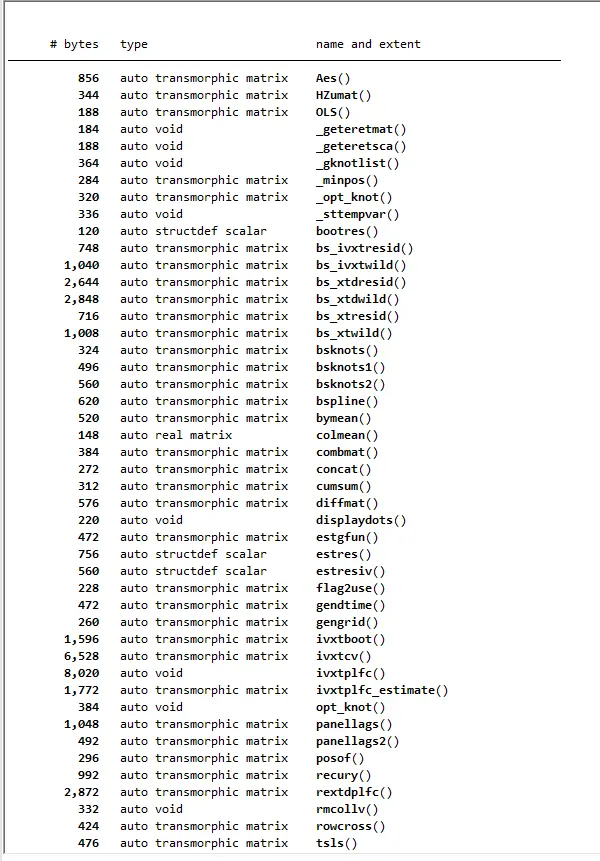 # bytes type name and extent
856 auto transmorphic matrix Aes()
344 auto transmorphic matrix HZumat()
188 auto transmorphic matrix OLS()
184 auto void _geteretmat()
188 auto void _geteretsca()
364 auto void _gknotlist()
284 auto transmorphic matrix _minpos()
320 auto transmorphic matrix _opt_knot()
336 auto void _sttempvar()
120 auto structdef scalar bootres()
748 auto transmorphic matrix bs_ivxtresid()
1,040 auto transmorphic matrix bs_ivxtwild()
2,644 auto transmorphic matrix bs_xtdresid()
2,848 auto transmorphic matrix bs_xtdwild()
716 auto transmorphic matrix bs_xtresid()
1,008 auto transmorphic matrix bs_xtwild()
324 auto transmorphic matrix bsknots()
496 auto transmorphic matrix bsknots1()
560 auto transmorphic matrix bsknots2()
620 auto transmorphic matrix bspline()
520 auto transmorphic matrix bymean()
148 auto real matrix colmean()
384 auto transmorphic matrix combmat()
272 auto transmorphic matrix concat()
312 auto transmorphic matrix cumsum()
576 auto transmorphic matrix diffmat()
220 auto void displaydots()
472 auto transmorphic matrix estgfun()
756 auto structdef scalar estres()
560 auto structdef scalar estresiv()
228 auto transmorphic matrix flag2use()
472 auto transmorphic matrix gendtime()
260 auto transmorphic matrix gengrid()
1,596 auto transmorphic matrix ivxtboot()
6,528 auto transmorphic matrix ivxtcv()
8,020 auto void ivxtplfc()
1,772 auto transmorphic matrix ivxtplfc_estimate()
384 auto void opt_knot()
1,048 auto transmorphic matrix panellags()
492 auto transmorphic matrix panellags2()
296 auto transmorphic matrix posof()
992 auto transmorphic matrix recury()
2,872 auto transmorphic matrix rextdplfc()
332 auto void rmcollv()
424 auto transmorphic matrix rowcross()
476 auto transmorphic matrix tsls()